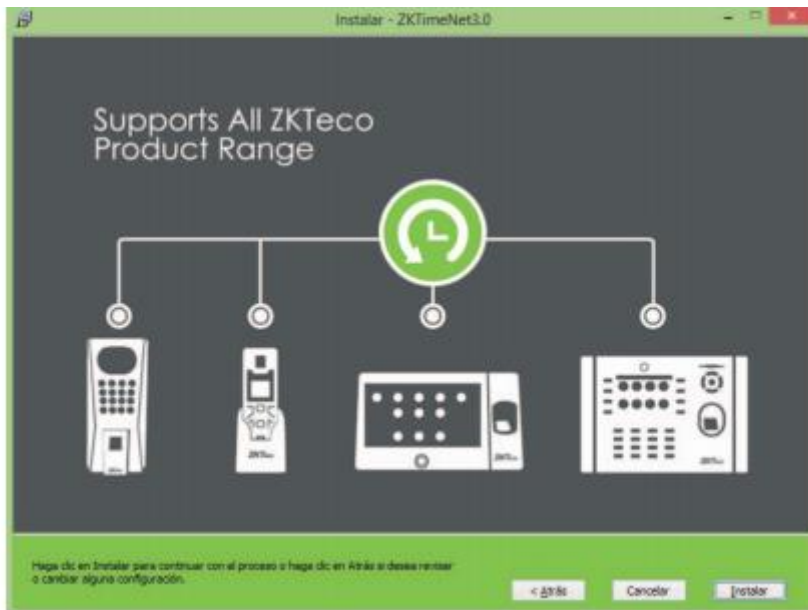 Instalar - ZKTimeNet3.0
Supports All ZKTeco
Product Range
Haga clic en Instalar para continuar con el proceso o haga clic en Atrás si desea revisar
o cambiar alguna configuración.
< Atrás
Cancelar
Instalar